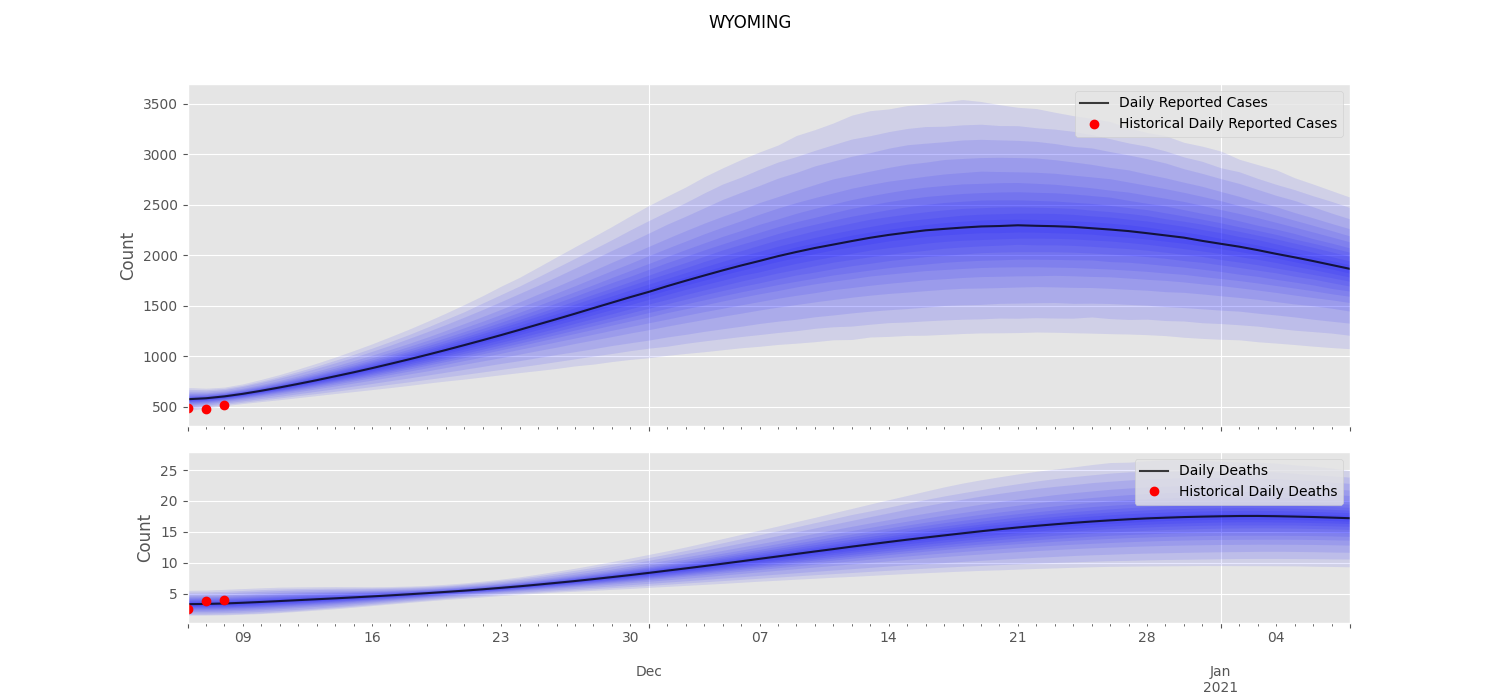 WYOMING
3500
3000
2500
2000
1500
1000
500
Count
Daily Reported Cases
Historical Daily Reported Cases
25
20
15
10
5
Count
Daily Deaths
Historical Daily Deaths
09 16 23 30 07 14 21 28 04
Dec Jan
2021